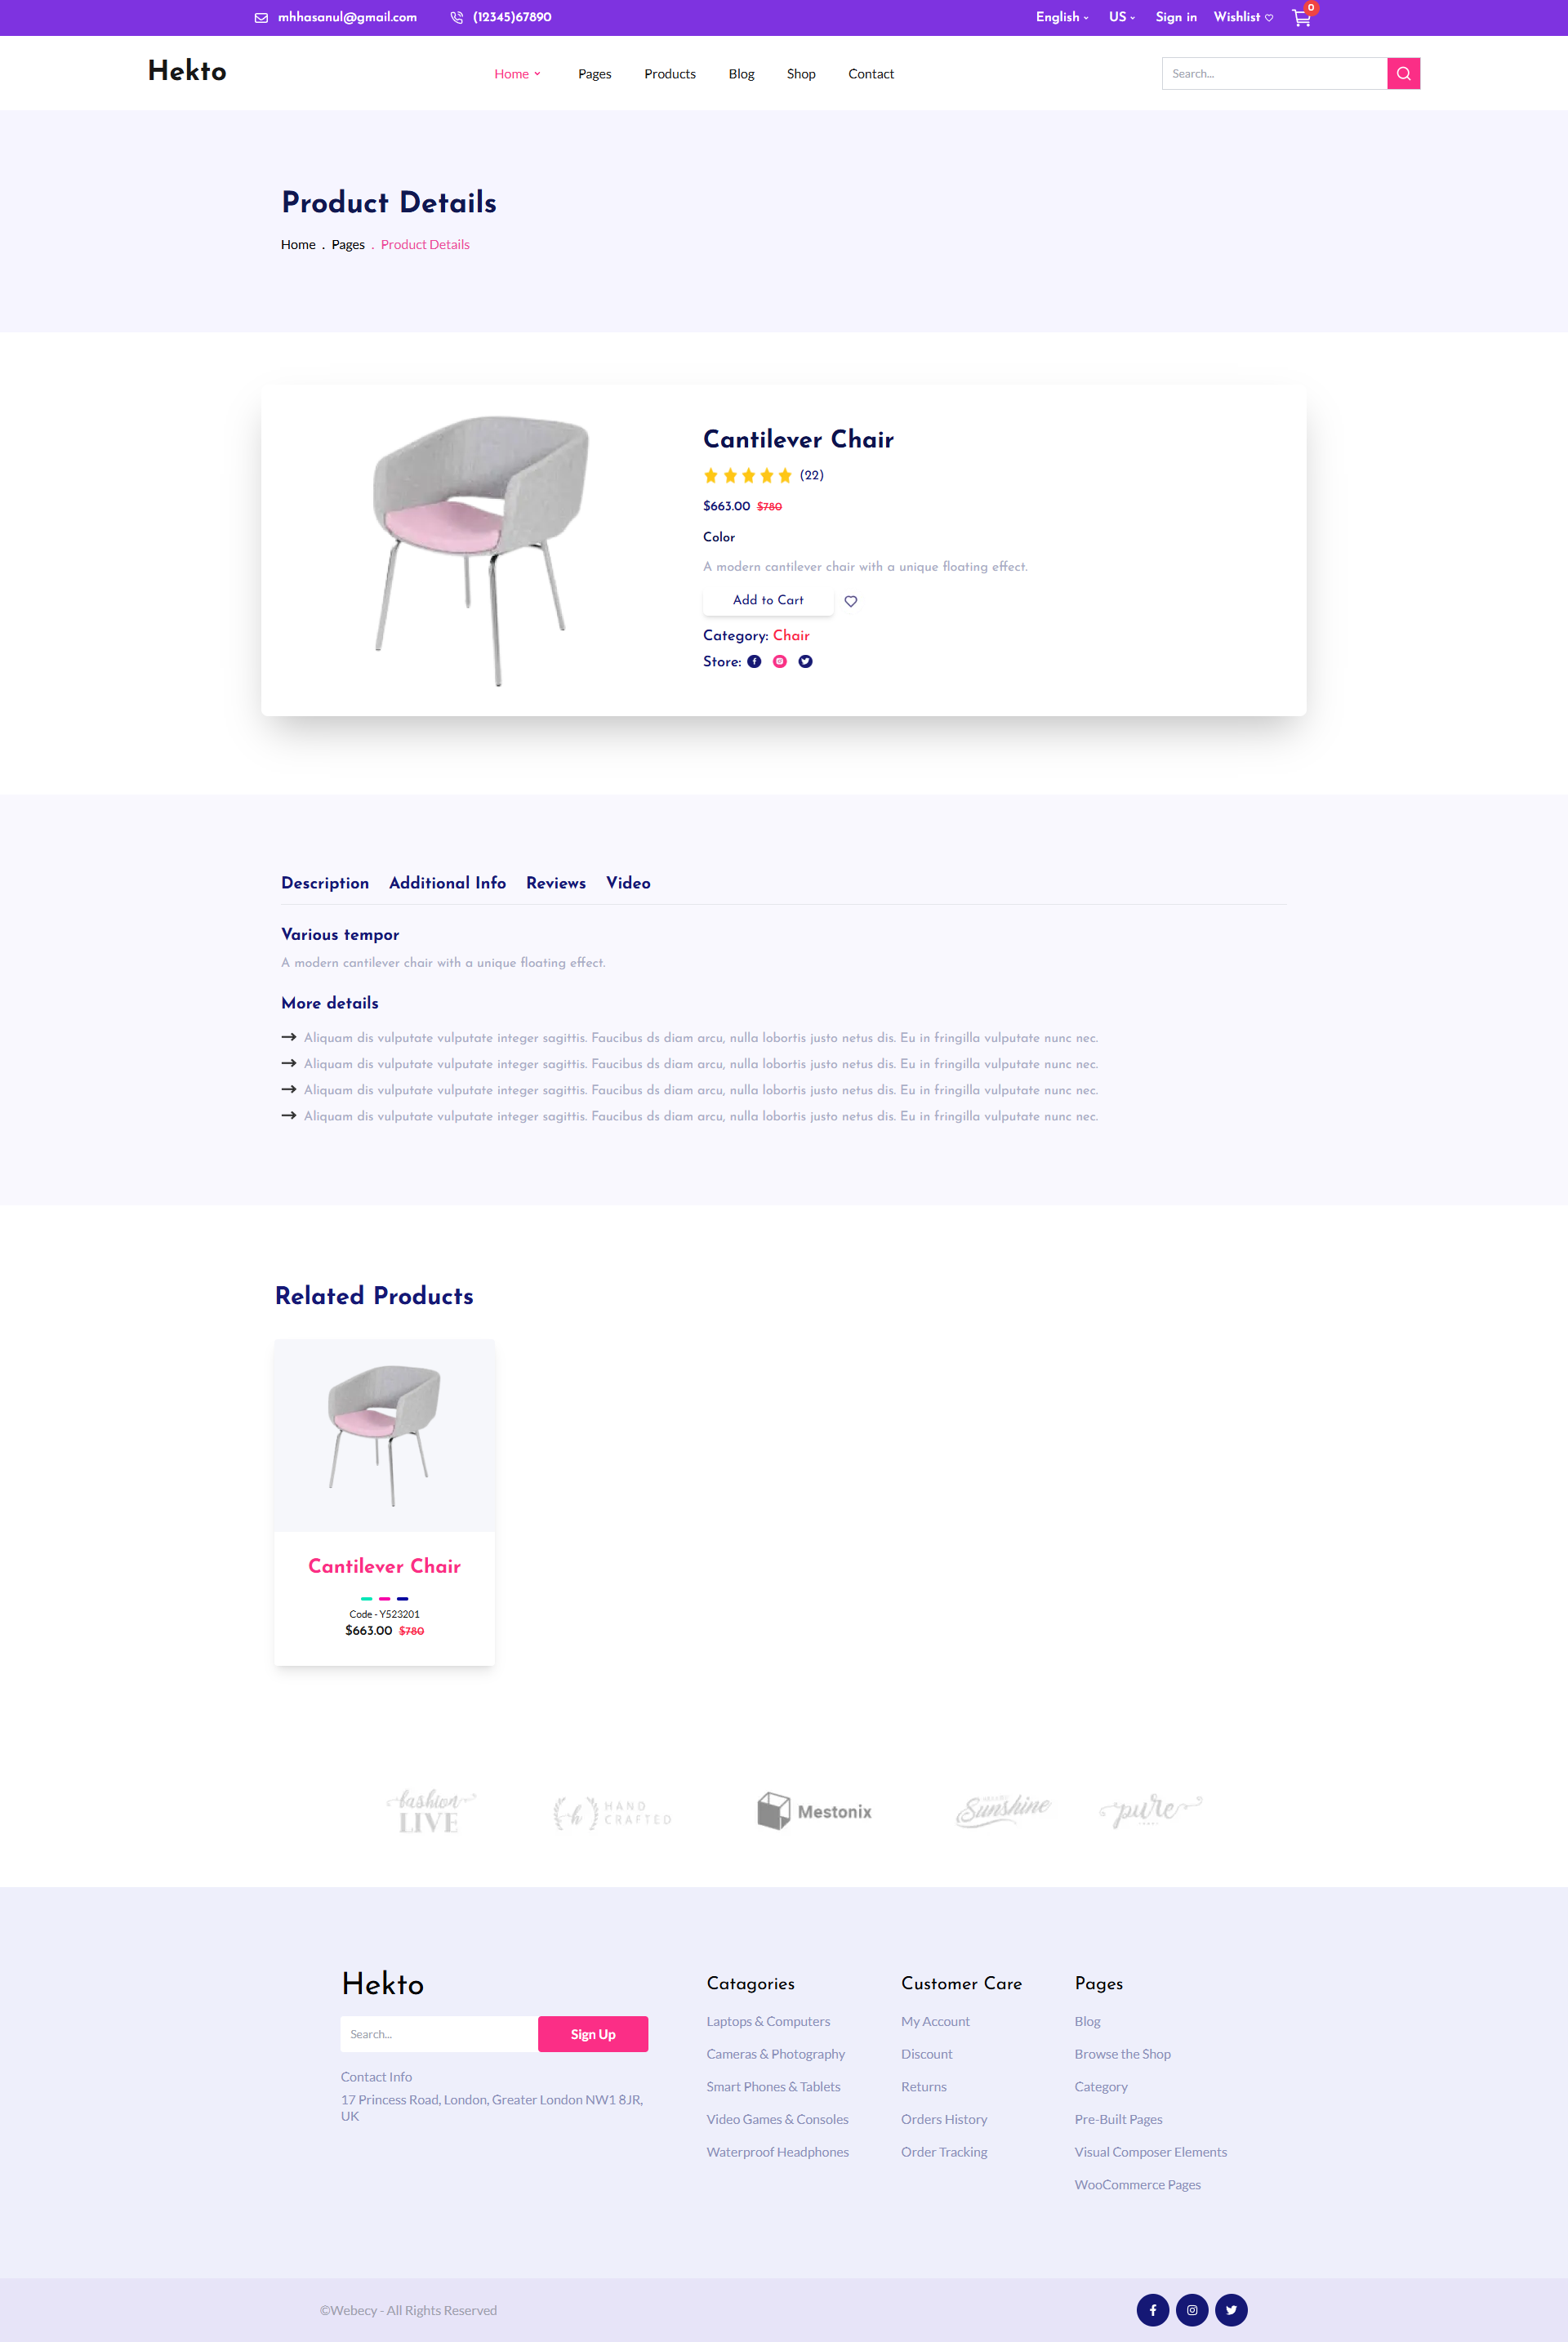 mhhasanul@gmail.com (12345)67890 English US Sign in Wishlist 0
Hekto Home Pages Products Blog Shop Contact Search...
Product Details
Home . Pages . Product Details
Cantilever Chair
(22)
$663.00 $780
Color
A modern cantilever chair with a unique floating effect.
Add to Cart
Category: Chair
Store:
Description Additional Info Reviews Video
Various tempor
A modern cantilever chair with a unique floating effect.
More details
Aliquam dis vulputate vulputate integer sagittis. Faucibus ds diam arcu, nulla lobortis justo netus dis. Eu in fringilla vulputate nunc nec.
Aliquam dis vulputate vulputate integer sagittis. Faucibus ds diam arcu, nulla lobortis justo netus dis. Eu in fringilla vulputate nunc nec.
Aliquam dis vulputate vulputate integer sagittis. Faucibus ds diam arcu, nulla lobortis justo netus dis. Eu in fringilla vulputate nunc nec.
Aliquam dis vulputate vulputate integer sagittis. Faucibus ds diam arcu, nulla lobortis justo netus dis. Eu in fringilla vulputate nunc nec.
Related Products
Cantilever Chair
Code - Y523201
$663.00 $780
fashion
LIVE
h
HAND
CRAFTED
Mestonix
Sunshine
pure
Hekto
Search... Sign Up
Contact Info
17 Princess Road, London, Greater London NW1 8JR,
UK
Catagories
Laptops & Computers
Cameras & Photography
Smart Phones & Tablets
Video Games & Consoles
Waterproof Headphones
Customer Care
My Account
Discount
Returns
Orders History
Order Tracking
Pages
Blog
Browse the Shop
Category
Pre-Built Pages
Visual Composer Elements
WooCommerce Pages
©Webecy - All Rights Reserved